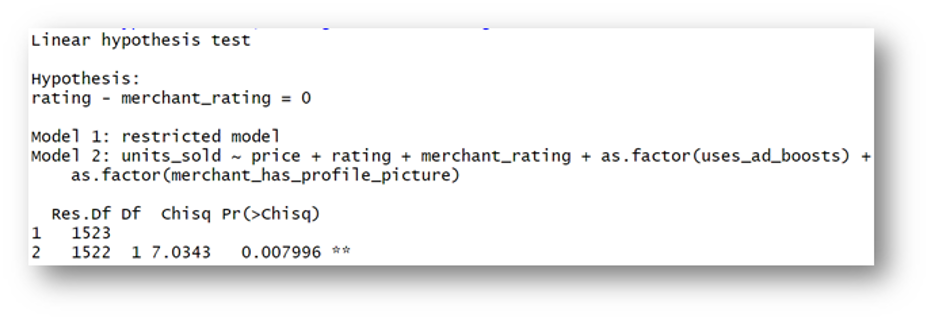 Linear hypothesis test
Hypothesis:
rating - merchant_rating = 0
Model 1: restricted model
Model 2: units_sold ~ price + rating + merchant_rating + as.factor(uses_ad_boosts) +
    as.factor(merchant_has_profile_picture)
  Res.Df Df  Chisq Pr(>Chisq)
1   1523
2   1522  1 7.0343   0.007996 **